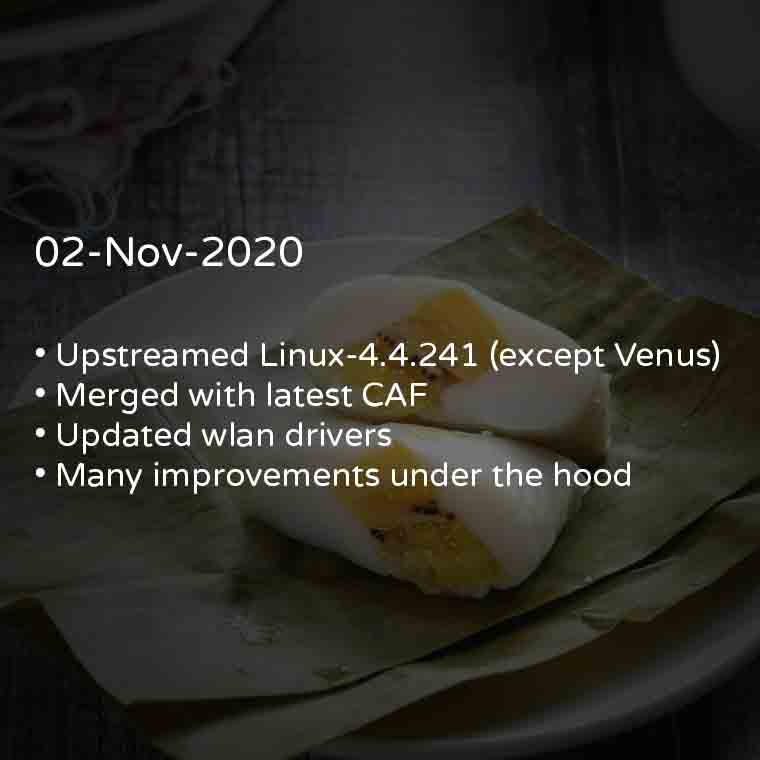 02-Nov-2020
• Upstreamed Linux-4.4.241 (except Venus)
• Merged with latest CAF
• Updated wlan drivers
• Many improvements under the hood